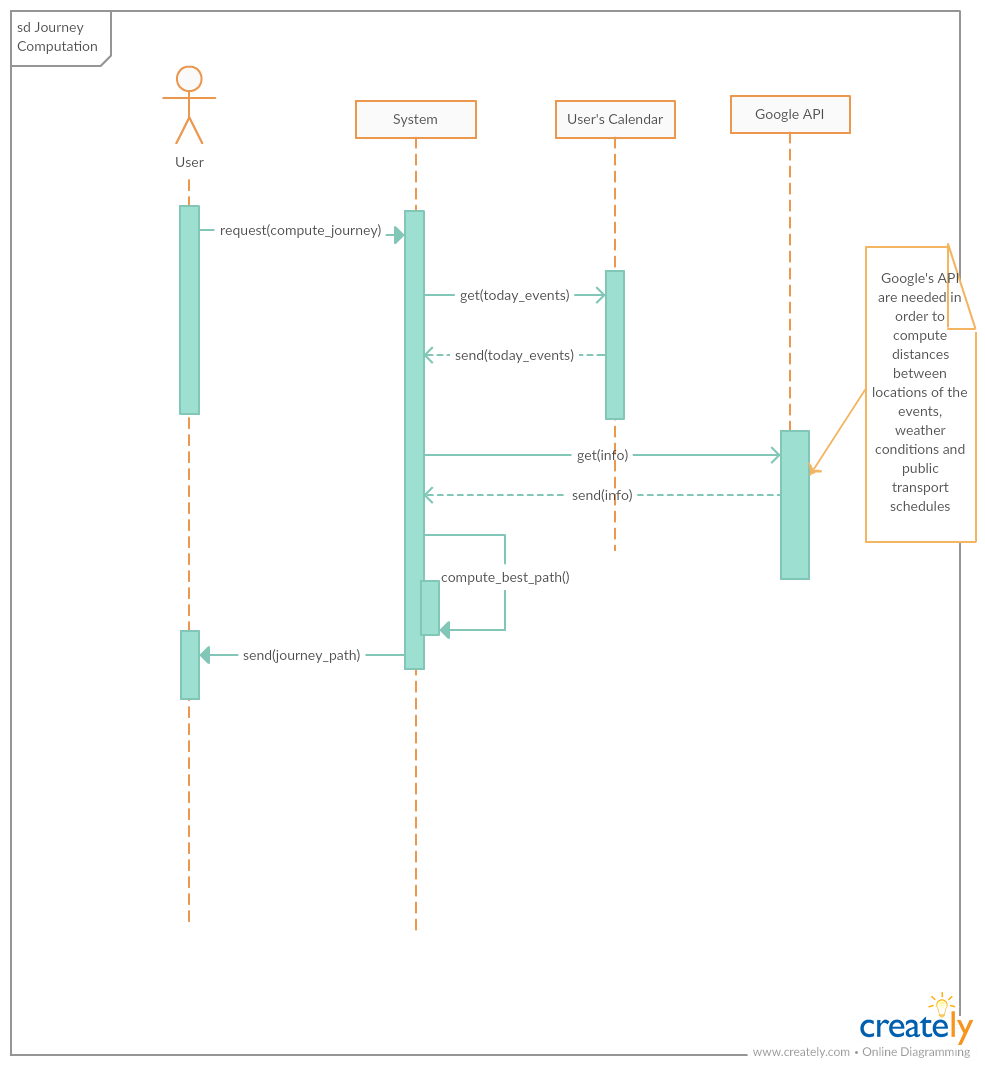 sd Journey
Computation
User
System
User's Calendar
Google API
request(compute_journey)
get(today_events)
send(today_events)
get(info)
send(info)
compute_best_path()
send(journey_path)
Google's API
are needed in
order to
compute
distances
between
locations of the
events,
weather
conditions and
public
transport
schedules
creately
www.creately.com • Online Diagramming